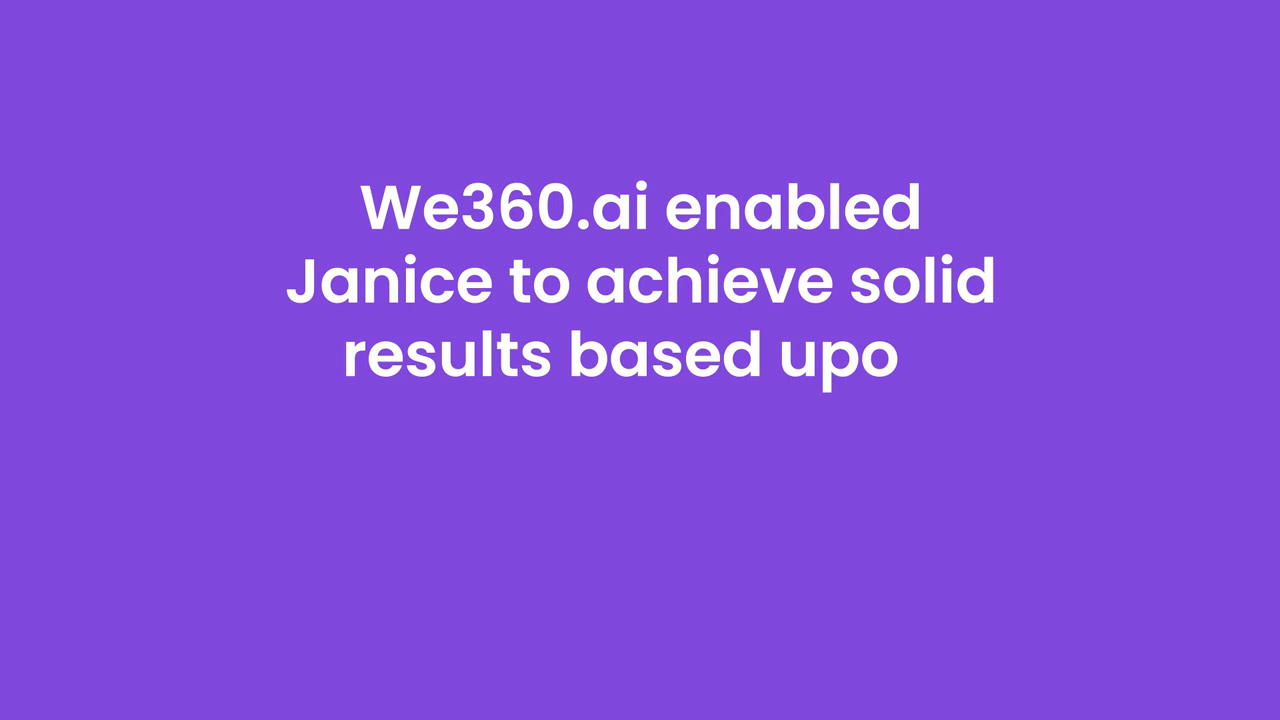 We360.ai enabled
Janice to achieve solid
results based upo